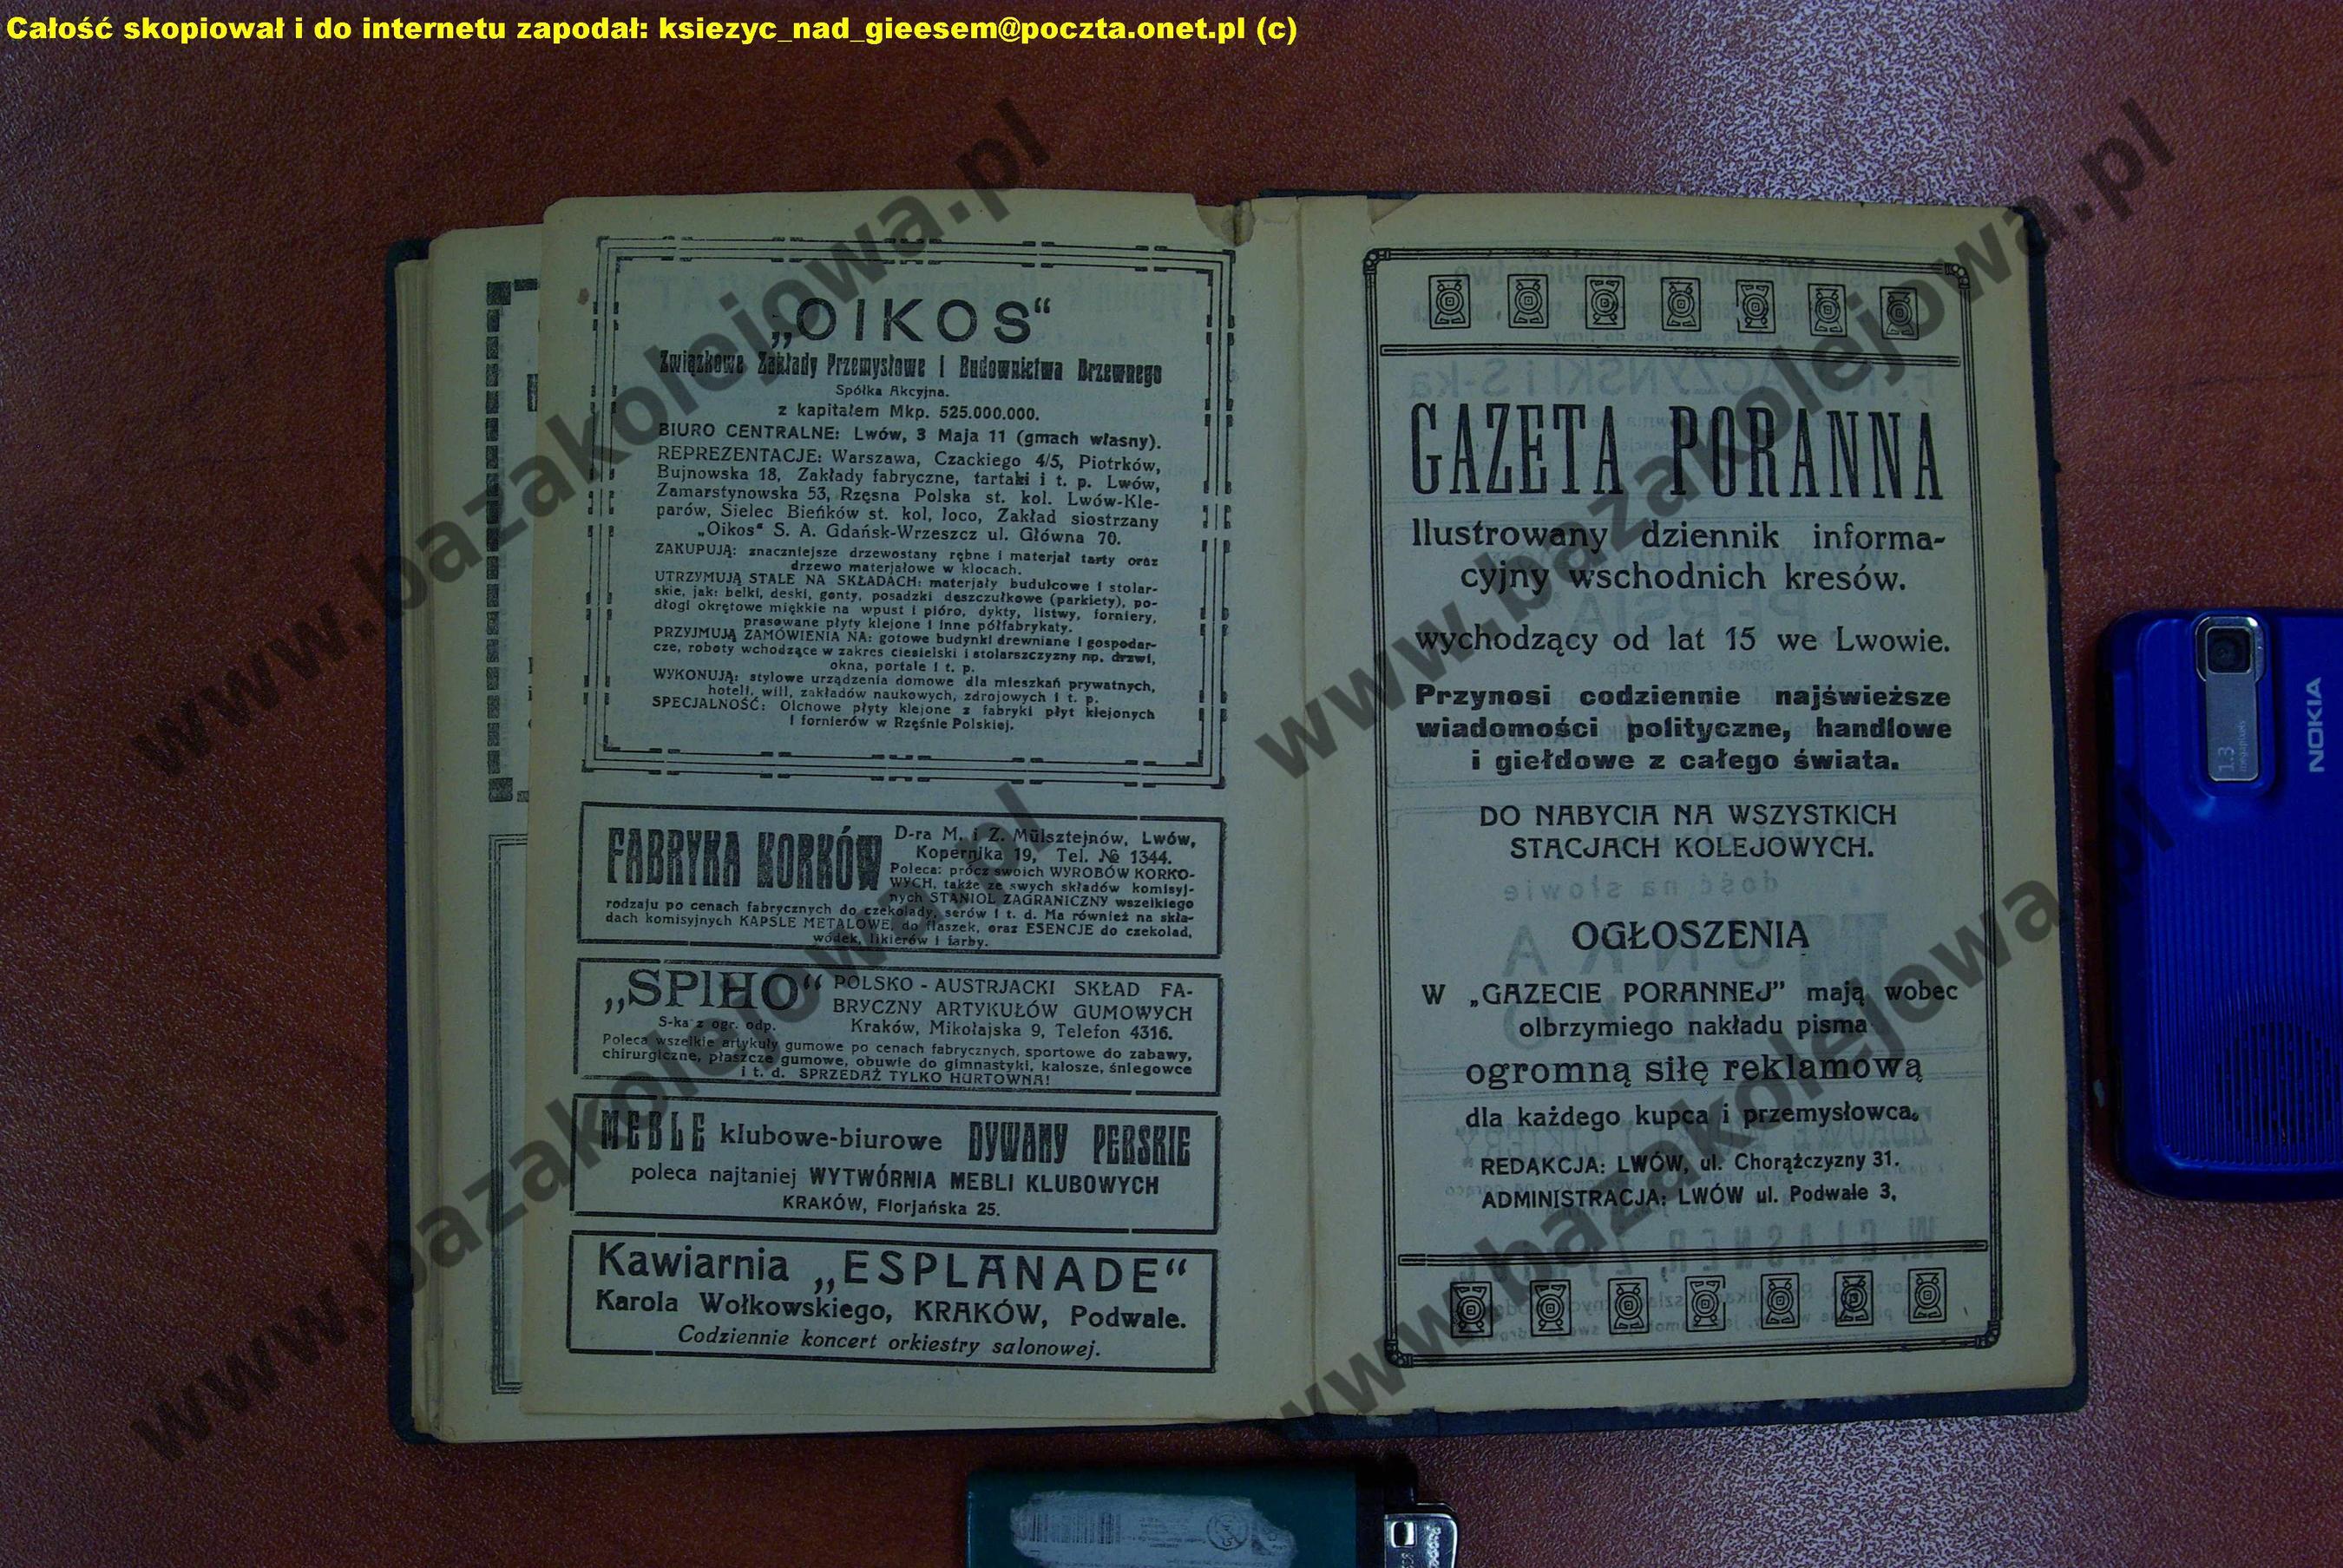 Całość skopiował i do internetu zapodał: ksiezyc_nad_gieesem@poczta.onet.pl (c)
„OIKOS“
Związkowe Zakłady Przemysłowe i Budownictwa Drzewnego
Spółka Akcyjna.
z kapitałem Mkp. 525.000.000.
BIURO CENTRALNE: Lwów, 3 Maja 11 (gmach własny).
REPREZENTACJE: Warszawa, Czackiego 4/5, Piotrków,
Bujnowska 18, Zakłady fabryczne, tartaki i t. p. Lwów,
Zamarstynowska 53, Rzęsna Polska st. kol. Lwów-Kle-
parów, Sielec Bieńków st. kol, loco, Zakład siostrzany
„Oikos“ S. A. Gdańsk-Wrzeszcz ul. Główna 70.
ZAKUPUJĄ: znaczniejsze drzewostany rębne i materjał tarty oraz
drzewo materjałowe w klocach.
UTRZYMUJĄ STALE NA SKŁADACH: materjały budulcowe i stolar-
skie, jak: belki, deski, gonty, posadzki deszczułkowe (parkiety), po-
dłogi okrętowe miękkie na wpust i pióro, dykty, listwy, forniery,
prasowane płyty klejone i inne półfabrykaty.
PRZYJMUJĄ ZAMÓWIENIA NA: gotowe budynki drewniane i gospodar-
cze, roboty wchodzące w zakres ciesielski i stolarszczyzny np. drzwi,
okna, portale i t. p.
WYKONUJĄ: stylowe urządzenia domowe dla mieszkań prywatnych,
hoteli, will, zakładów naukowych, zdrojowych i t. p.
SPECJALNOŚĆ: Olchowe płyty klejone z fabryki płyt klejonych
i fornierów w Rzęśnie Polskiej.
FABRYKA KORKÓW D-ra M. i Z. Mülsztejnów, Lwów,
Kopernika 19, Tel. № 1344.
Poleca: prócz swoich WYROBÓW KORKO-
WYCH, także ze swych składów komisyj-
nych STANIOL ZAGRANICZNY wszelkiego
rodzaju po cenach fabrycznych do czekolady, serów i t. d. Ma również na skła-
dach komisyjnych KAPSLE METALOWE, do flaszek, oraz ESENCJE do czekolad,
wódek, likierów i farby.
„SPIHO“ POLSKO - AUSTRJACKI SKŁAD FA-
BRYCZNY ARTYKUŁÓW GUMOWYCH
S-ka z ogr. odp. Kraków, Mikołajska 9, Telefon 4316.
Poleca wszelkie artykuły gumowe po cenach fabrycznych, sportowe do zabawy,
chirurgiczne, płaszcze gumowe, obuwie do gimnastyki, kalosze, śniegowce
i t. d. SPRZEDAŻ TYLKO HURTOWNA!
MEBLE klubowe-biurowe DYWANY PERSKIE
poleca najtaniej WYTWÓRNIA MEBLI KLUBOWYCH
KRAKÓW, Florjańska 25.
Kawiarnia „ESPLANADE“
Karola Wołkowskiego, KRAKÓW, Podwale.
Codziennie koncert orkiestry salonowej.
GAZETA PORANNA
Ilustrowany dziennik informa-
cyjny wschodnich kresów.
wychodzący od lat 15 we Lwowie.
Przynosi codziennie najświeższe
wiadomości polityczne, handlowe
i giełdowe z całego świata.
DO NABYCIA NA WSZYSTKICH
STACJACH KOLEJOWYCH.
OGŁOSZENIA
W „GAZECIE PORANNEJ” mają wobec
olbrzymiego nakładu pisma
ogromną siłę reklamową
dla każdego kupca i przemysłowca.
REDAKCJA: LWÓW, ul. Chorążczyzny 31.
ADMINISTRACJA: LWÓW ul. Podwale 3.
NOKIA
1.3
megapixels
www.bazakolejowa.pl
www.bazakolejowa.pl
www.bazakolejowa.pl
www.bazakolejowa.pl